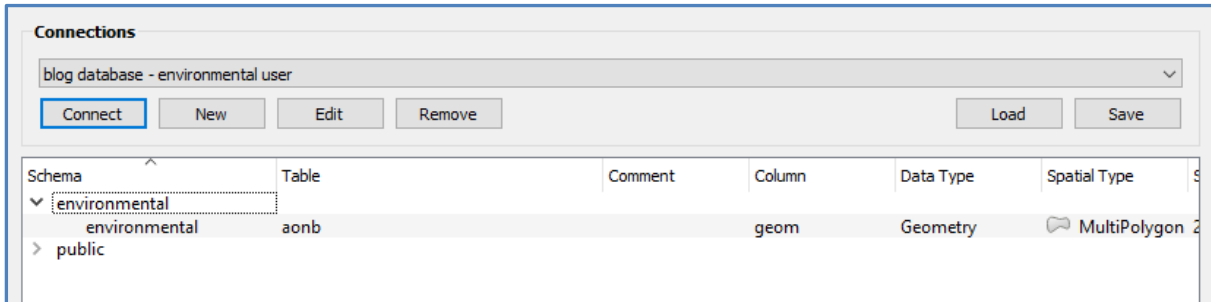 Connections
blog database - environmental user
Connect New Edit Remove Load Save
Schema Table Comment Column Data Type Spatial Type S
environmental
environmental aonb geom Geometry MultiPolygon 2
public